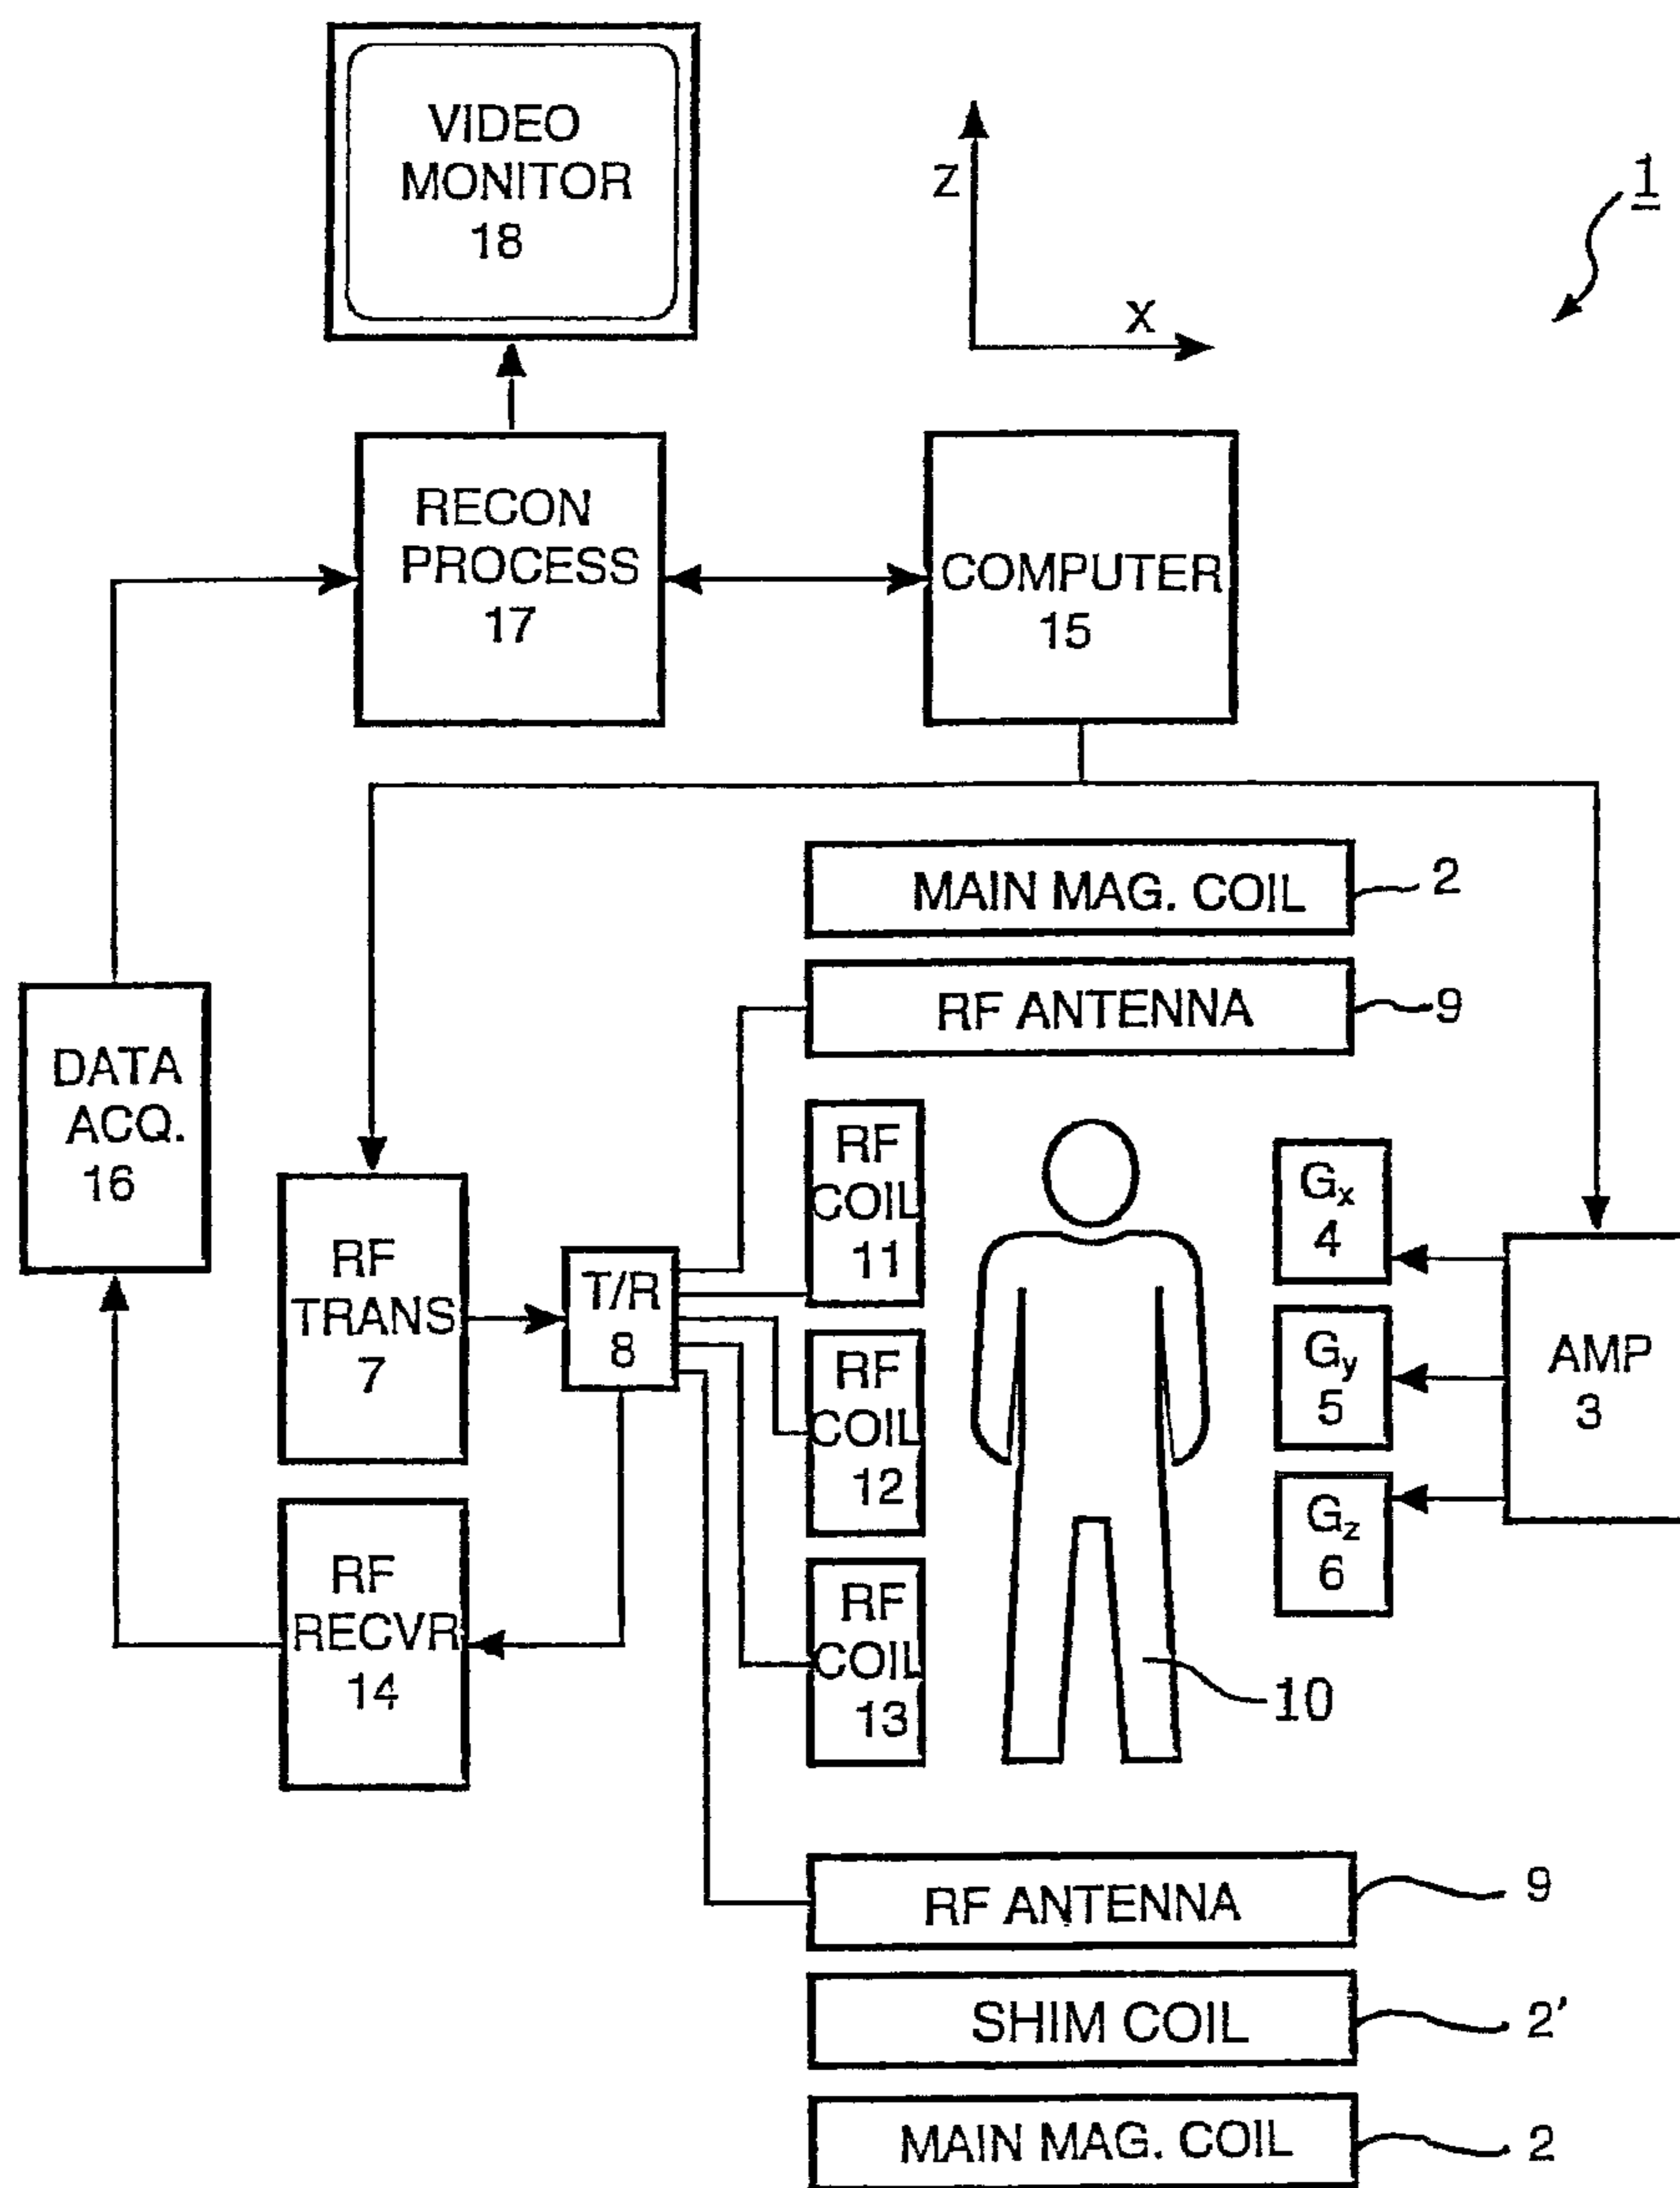 VIDEO
MONITOR
18
Z
X
1
RECON
PROCESS
17
COMPUTER
15
MAIN MAG. COIL
2
RF ANTENNA
9
DATA
ACQ.
16
RF
TRANS
7
T/R
8
RF
COIL
11
RF
COIL
12
RF
COIL
13
Gx
4
Gy
5
Gz
6
AMP
3
RF
RECVR
14
10
RF ANTENNA
9
SHIM COIL
2'
MAIN MAG. COIL
2